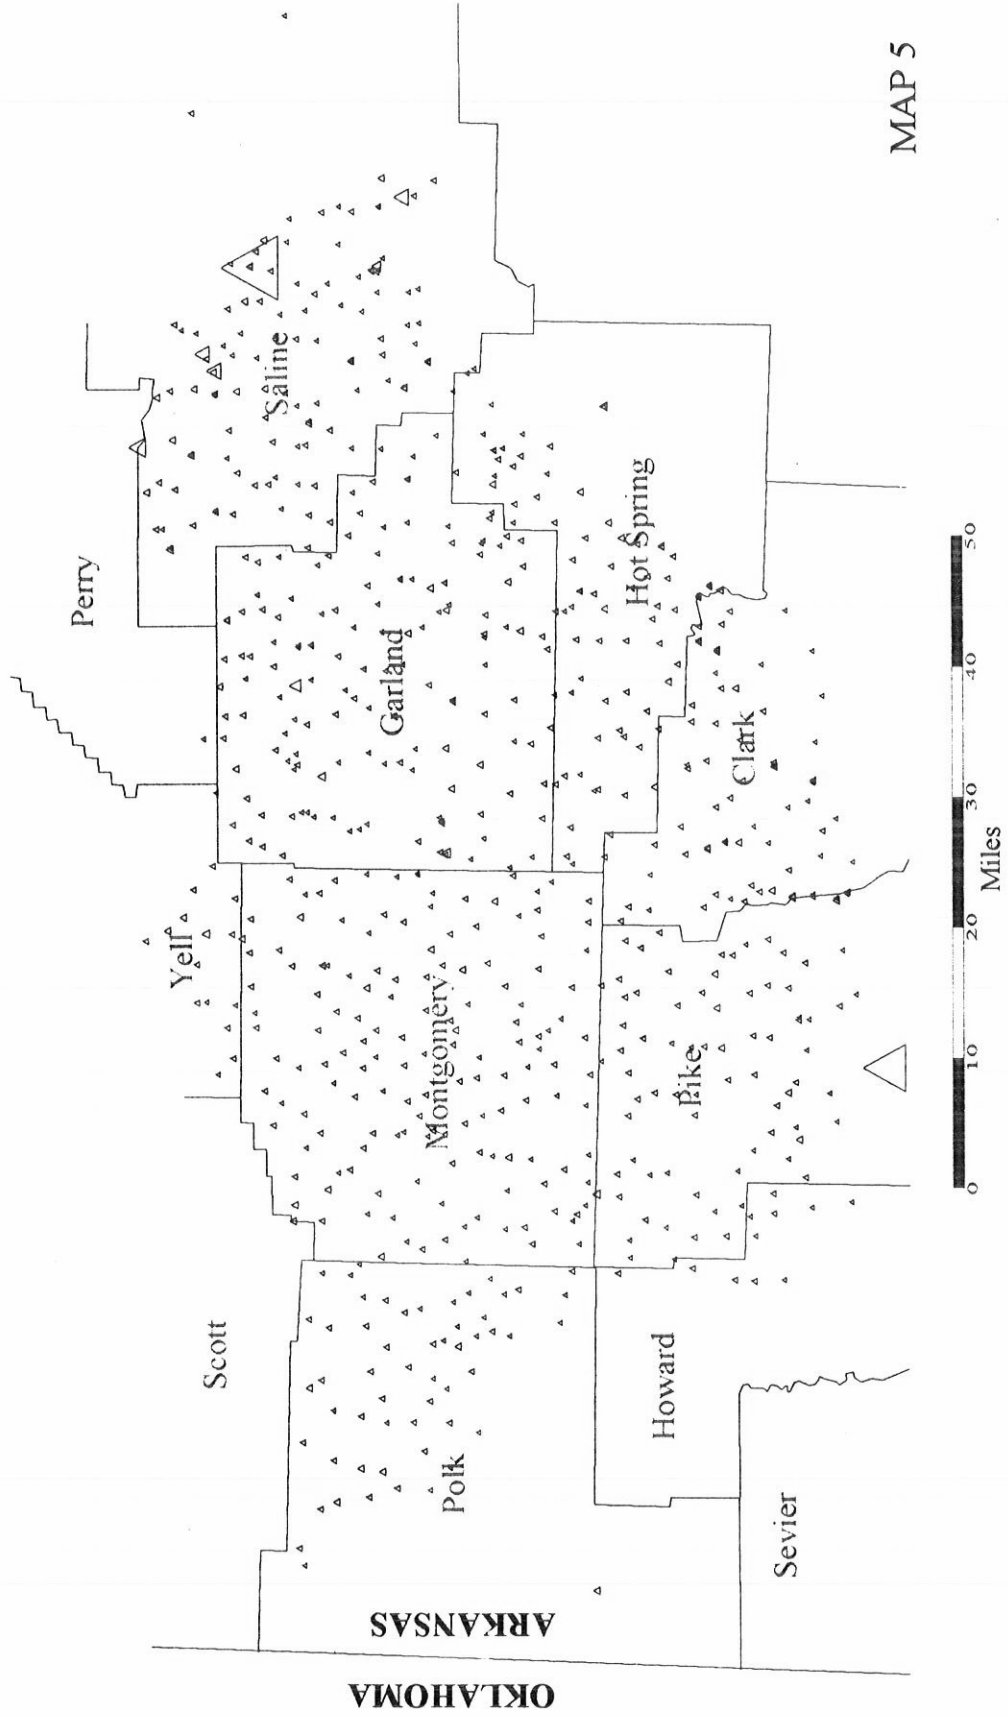 Scott
Yell
Perry
Polk
Montgomery
Garland
Saline
OKLAHOMA
ARKANSAS
Howard
Pike
Clark
Hot Spring
Sevier
0 10 20 30 40 50
Miles
MAP 5